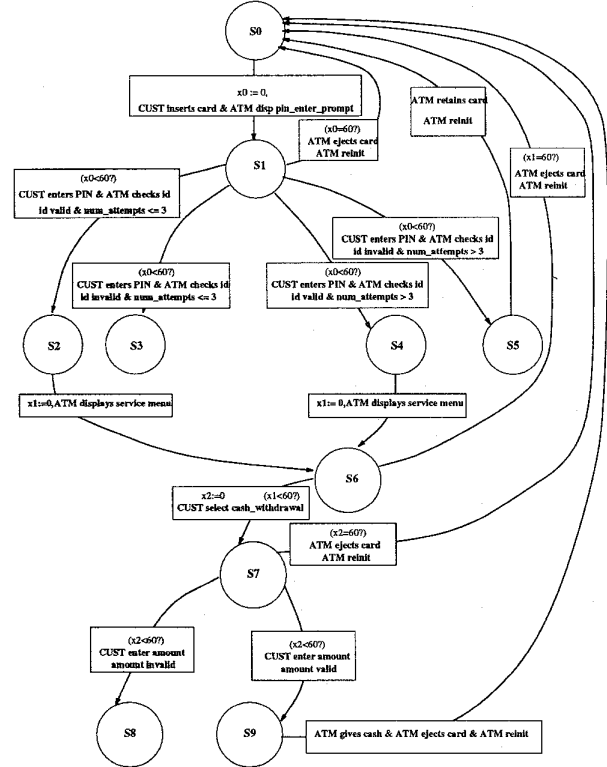 S0
x0 := 0,
CUST inserts card & ATM disp pin_enter_prompt
(x0=60?)
ATM ejects card
ATM reinit
ATM retains card
ATM reinit
(x1=60?)
ATM ejects card
ATM reinit
S1
(x0<60?)
CUST enters PIN & ATM checks id
id valid & num_attempts <= 3
(x0<60?)
CUST enters PIN & ATM checks id
id invalid & num_attempts > 3
(x0<60?)
CUST enters PIN & ATM checks id
id invalid & num_attempts <= 3
(x0<60?)
CUST enters PIN & ATM checks id
id valid & num_attempts > 3
S2
S3
S4
S5
x1:=0,ATM displays service menu
x1:= 0,ATM displays service menu
S6
x2:=0 (x1<60?)
CUST select cash_withdrawal
(x2=60?)
ATM ejects card
ATM reinit
S7
(x2<60?)
CUST enter amount
amount invalid
(x2<60?)
CUST enter amount
amount valid
S8
S9
ATM gives cash & ATM ejects card & ATM reinit